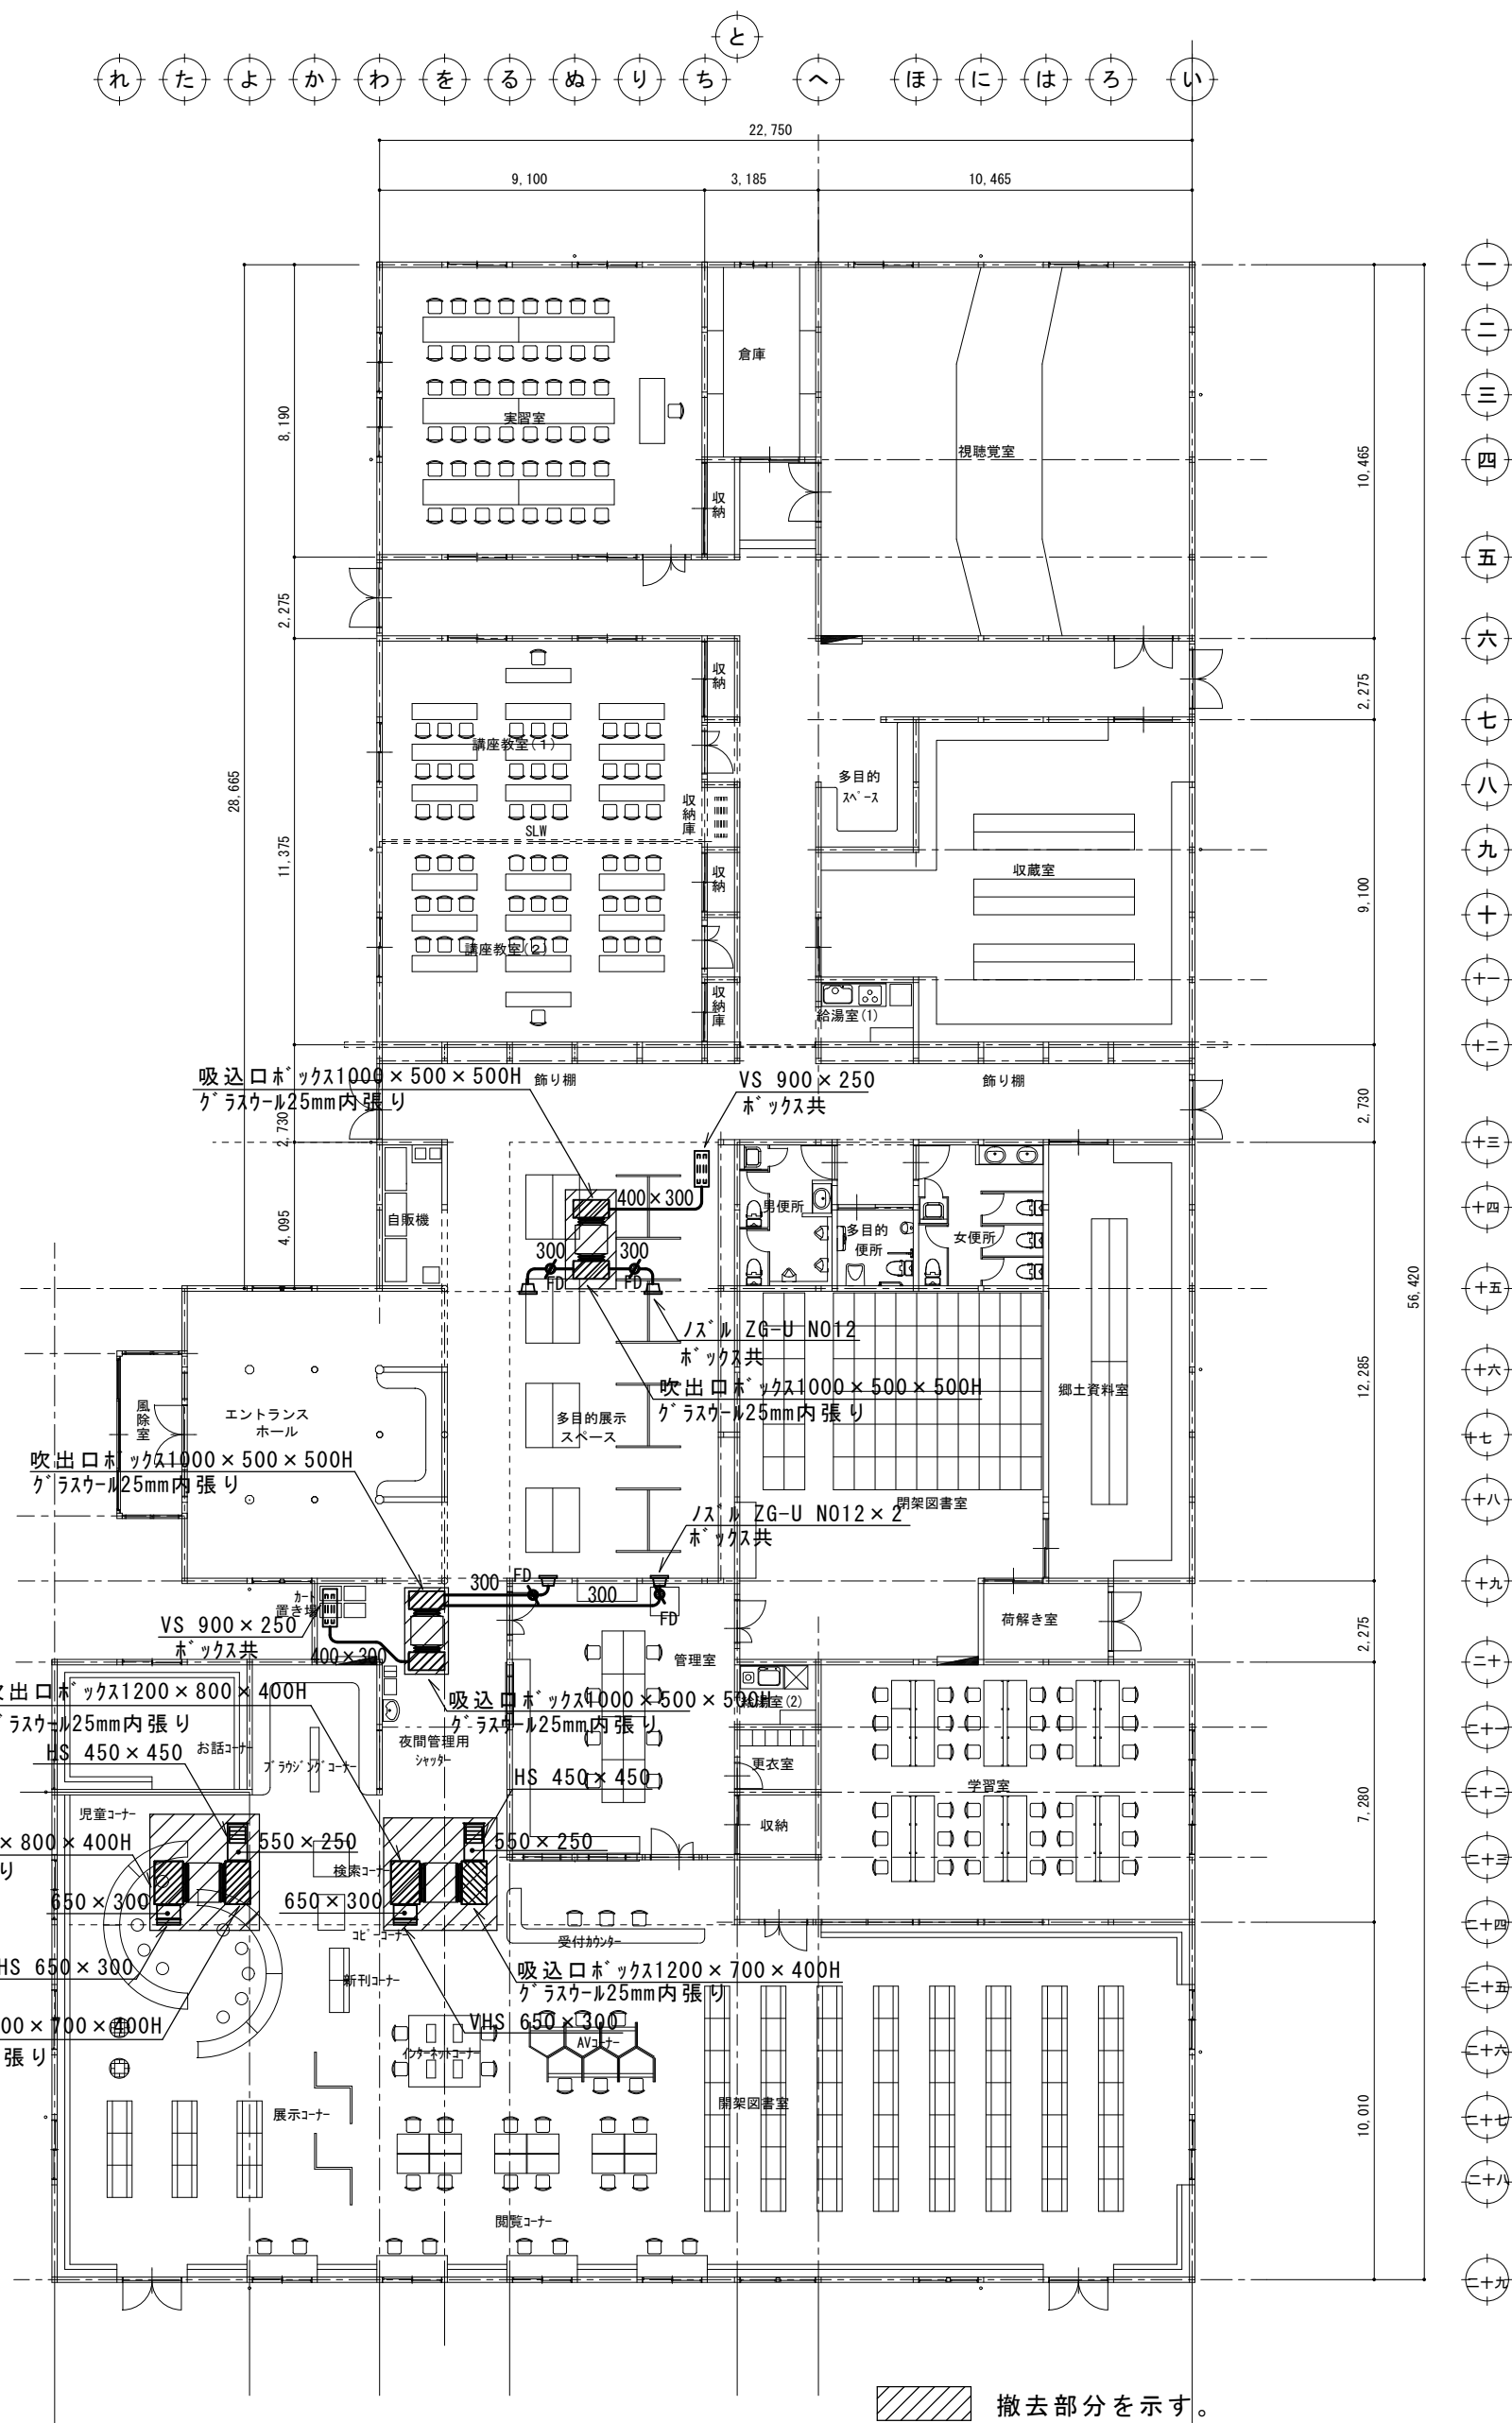 と
れ
た
よ
か
わ
を
る
ぬ
り
ち
へ
ほ
に
は
ろ
い
22,750
9,100
3,185
10,465
一
二
三
四
五
六
七
八
九
十
十一
十二
十三
十四
十五
十六
十七
十八
十九
二十
二十一
二十二
二十三
二十四
二十五
二十六
二十七
二十八
二十九
28,665
8,190
2,275
11,375
2,730
4,095
10,465
2,275
9,100
2,730
12,285
2,275
7,280
10,010
56,420
実習室
倉庫
視聴覚室
収納
収納
講座教室(1)
多目的
スペース
収納庫
SLW
収納
収蔵室
講座教室(2)
収納庫
給湯室(1)
吸込口ボックス1000×500×500H
グラスウール25mm内張り
飾り棚
VS 900×250
ボックス共
飾り棚
自販機
400×300
300
300
FD
FD
男便所
多目的
便所
女便所
ノズル ZG-U NO12
ボックス共
吹出口ボックス1000×500×500H
グラスウール25mm内張り
郷土資料室
風除室
エントランス
ホール
多目的展示
スペース
吹出口ボックス1000×500×500H
グラスウール25mm内張り
閉架図書室
ノズル ZG-U NO12×2
ボックス共
FD
300
300
FD
カート
置き場
VS 900×250
ボックス共
400×300
荷解き室
管理室
吹出口ボックス1200×800×400H
グラスウール25mm内張り
吸込口ボックス1000×500×500H
グラスウール25mm内張り
給湯室(2)
HS 450×450
お話コーナー
ブラウジングコーナー
夜間管理用
シャッター
HS 450×450
更衣室
学習室
収納
児童コーナー
×800×400H
り
550×250
検索コーナー
550×250
650×300
650×300
コピーコーナー
受付カウンター
HS 650×300
新刊コーナー
吸込口ボックス1200×700×400H
グラスウール25mm内張り
00×700×400H
張り
VHS 650×300
インターネットコーナー
AVコーナー
展示コーナー
開架図書室
閲覧コーナー
撤去部分を示す。